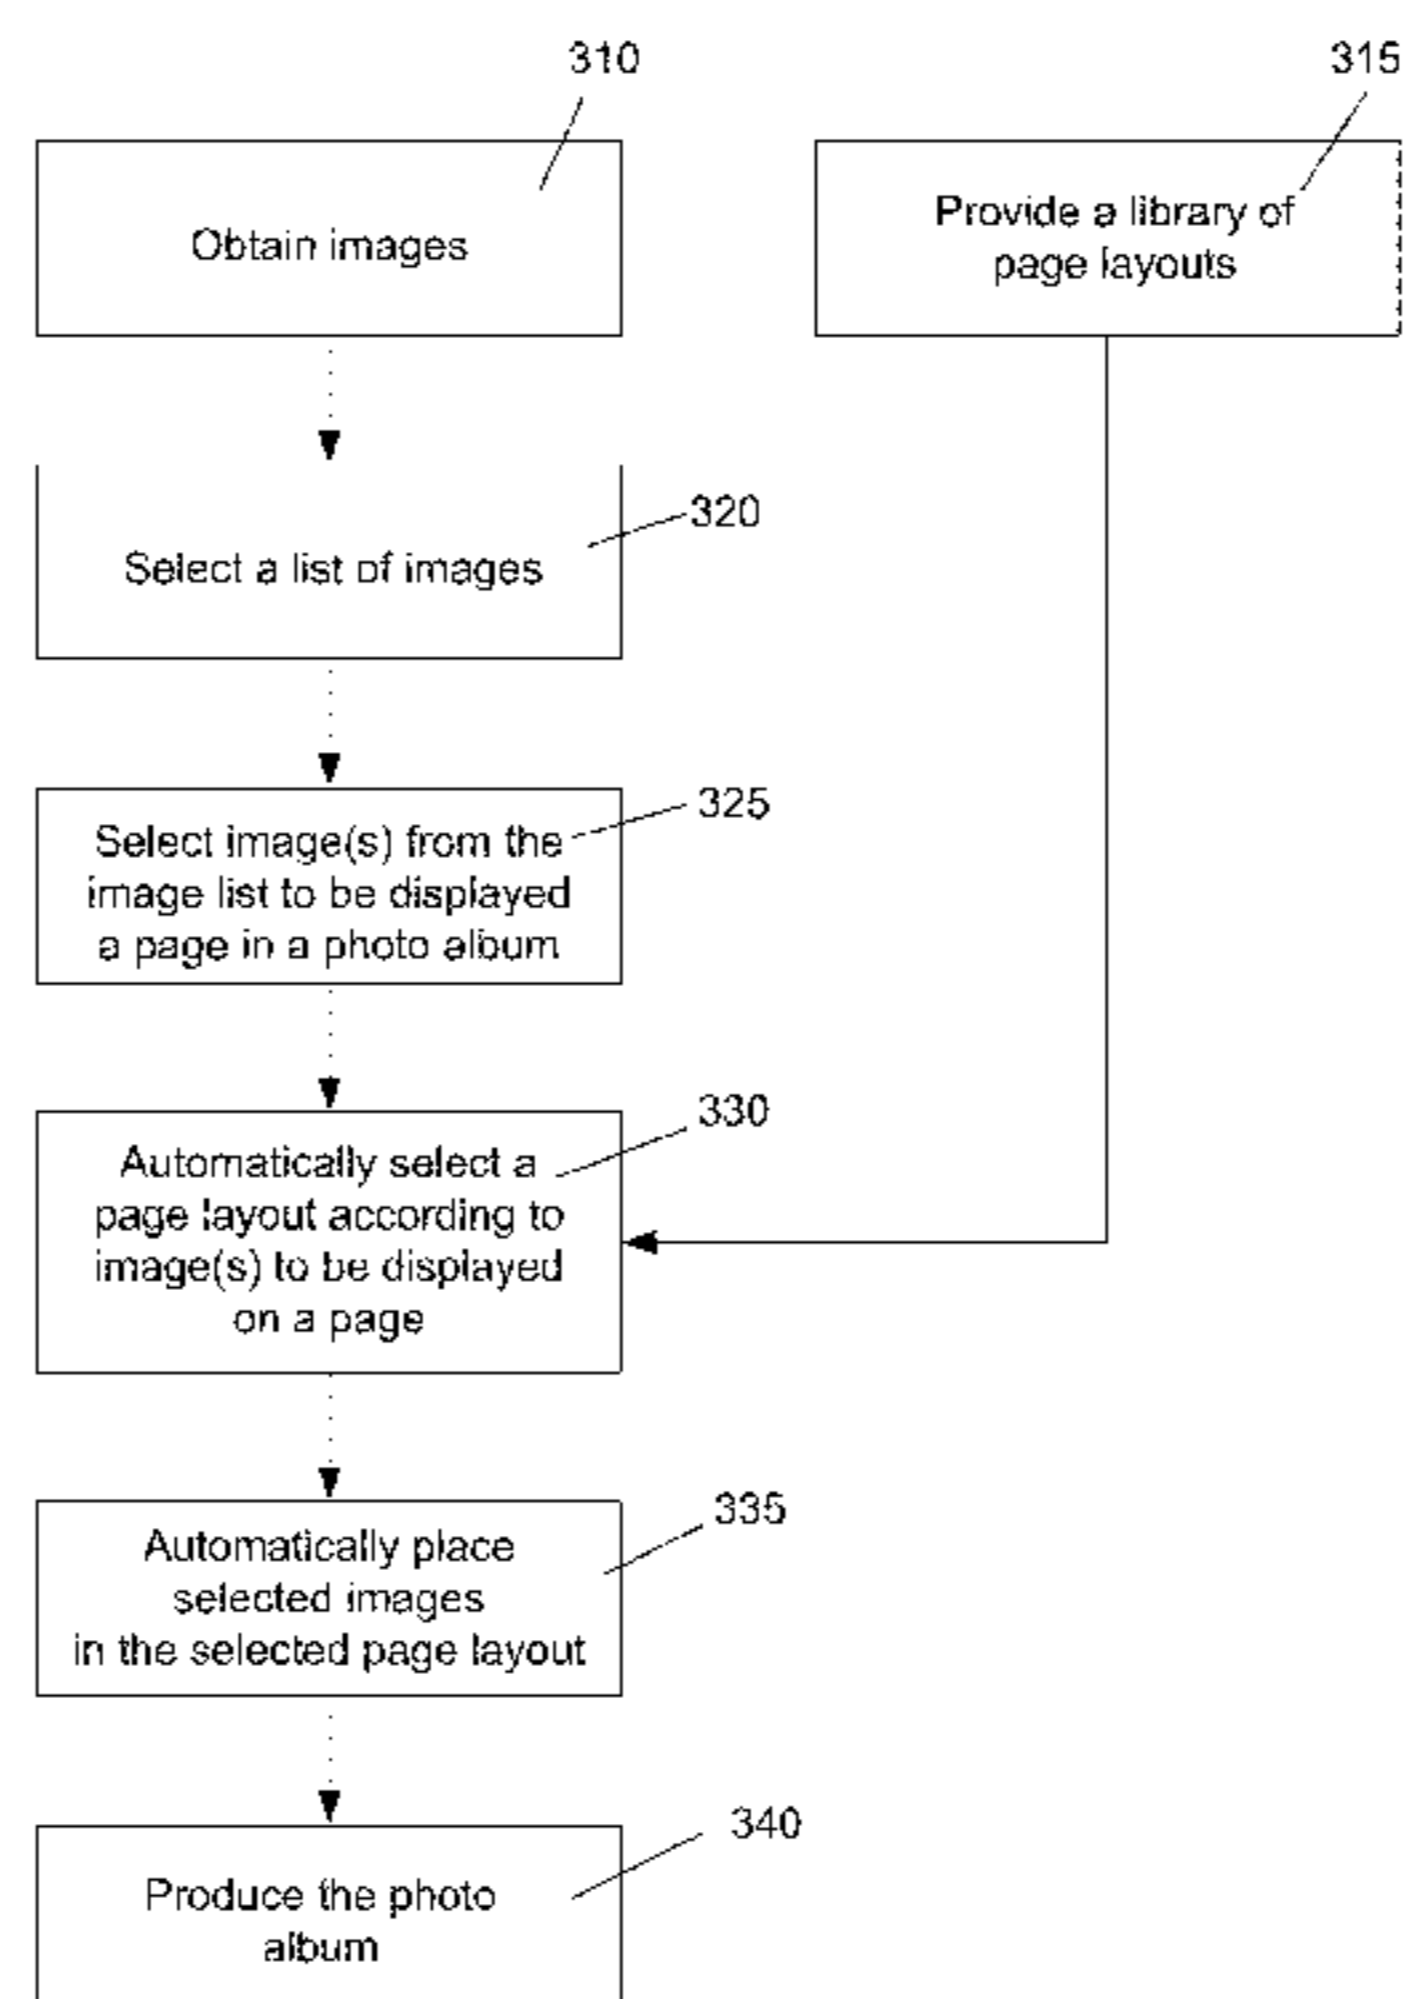 310
315
Obtain images
Provide a library of
page layouts
320
Select a list of images
325
Select image(s) from the
image list to be displayed
a page in a photo album
330
Automatically select a
page layout according to
image(s) to be displayed
on a page
335
Automatically place
selected images
in the selected page layout
340
Produce the photo
album